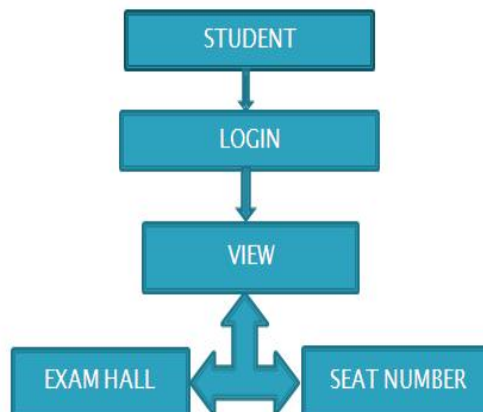 STUDENT
LOGIN
VIEW
EXAM HALL
SEAT NUMBER